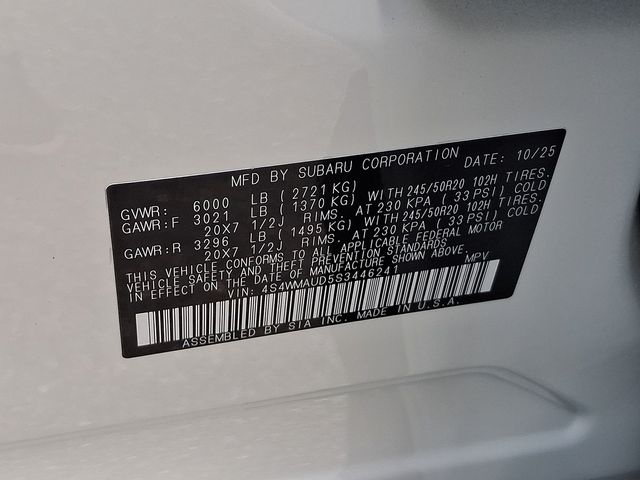 MFD BY SUBARU CORPORATION DATE: 10/25
GVWR: 6000 LB (2721 KG)
GAWR:F 3021 LB (1370 KG) WITH 245/50R20 102H TIRES.
20X7 1/2J RIMS. AT 230 KPA ( 33 PSI) COLD
GAWR:R 3296 LB (1495 KG) WITH 245/50R20 102H TIRES.
20X7 1/2J RIMS. AT 230 KPA ( 33 PSI) COLD
THIS VEHICLE CONFORMS TO ALL APPLICABLE FEDERAL MOTOR
VEHICLE SAFETY AND THEFT PREVENTION STANDARDS
IN EFFECT ON THE DATE OF MANUFACTURE SHOWN ABOVE.
VIN: 4S4WMAUD5S3446241 MPV
ASSEMBLED BY SIA INC. MADE IN U.S.A.